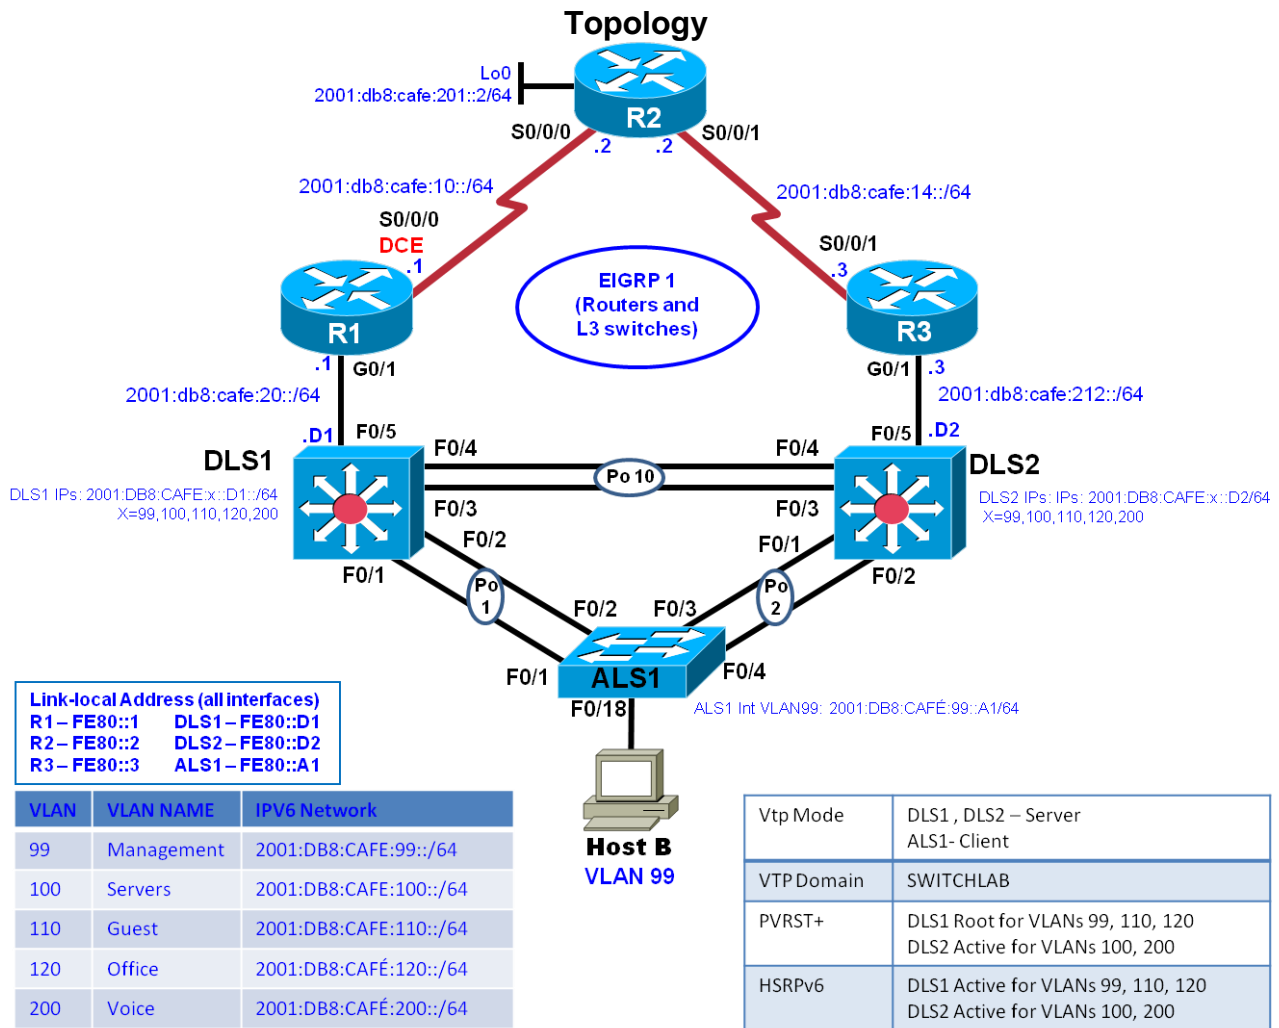 Topology
Lo0
2001:db8:cafe:201::2/64
R2
S0/0/0
S0/0/1
.2
.2
2001:db8:cafe:10::/64
2001:db8:cafe:14::/64
S0/0/0
DCE
.1
S0/0/1
.3
EIGRP 1
(Routers and
L3 switches)
R1
R3
.1
G0/1
G0/1
.3
2001:db8:cafe:20::/64
2001:db8:cafe:212::/64
.D1
F0/5
F0/5
.D2
DLS1
F0/4
Po 10
F0/4
DLS2
DLS1 IPs: 2001:DB8:CAFE:x::D1::/64
X=99,100,110,120,200
DLS2 IPs: IPs: 2001:DB8:CAFE:x::D2/64
X=99,100,110,120,200
F0/3
F0/3
F0/2
F0/1
F0/1
F0/2
Po
1
Po
2
F0/2
F0/3
F0/1
ALS1
F0/4
F0/18
ALS1 Int VLAN99: 2001:DB8:CAFÉ:99::A1/64
Link-local Address (all interfaces)
R1 – FE80::1 DLS1 – FE80::D1
R2 – FE80::2 DLS2 – FE80::D2
R3 – FE80::3 ALS1 – FE80::A1
Host B
VLAN 99
VLAN VLAN NAME IPV6 Network
99 Management 2001:DB8:CAFE:99::/64
100 Servers 2001:DB8:CAFE:100::/64
110 Guest 2001:DB8:CAFE:110::/64
120 Office 2001:DB8:CAFÉ:120::/64
200 Voice 2001:DB8:CAFÉ:200::/64
Vtp Mode DLS1 , DLS2 – Server
ALS1- Client
VTP Domain SWITCHLAB
PVRST+ DLS1 Root for VLANs 99, 110, 120
DLS2 Active for VLANs 100, 200
HSRPv6 DLS1 Active for VLANs 99, 110, 120
DLS2 Active for VLANs 100, 200